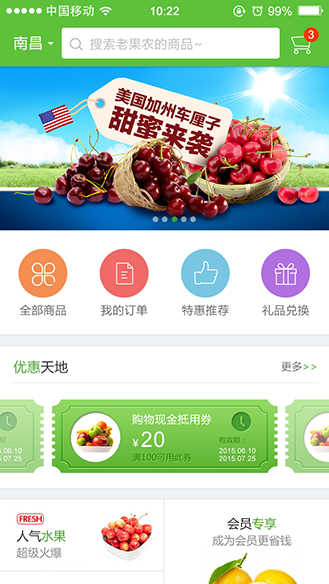 中国移动 10:22 99%
南昌 搜索老果农的商品~ 3
美国加州车厘子
甜蜜来袭
全部商品 我的订单 特惠推荐 礼品兑换
优惠天地 更多>>
购物现金抵用券
¥20
满100可用此券
有效期：
2015.06.10
2015.07.25
.06.10
.07.25
FRESH
人气水果
超级火爆
会员专享
成为会员更省钱